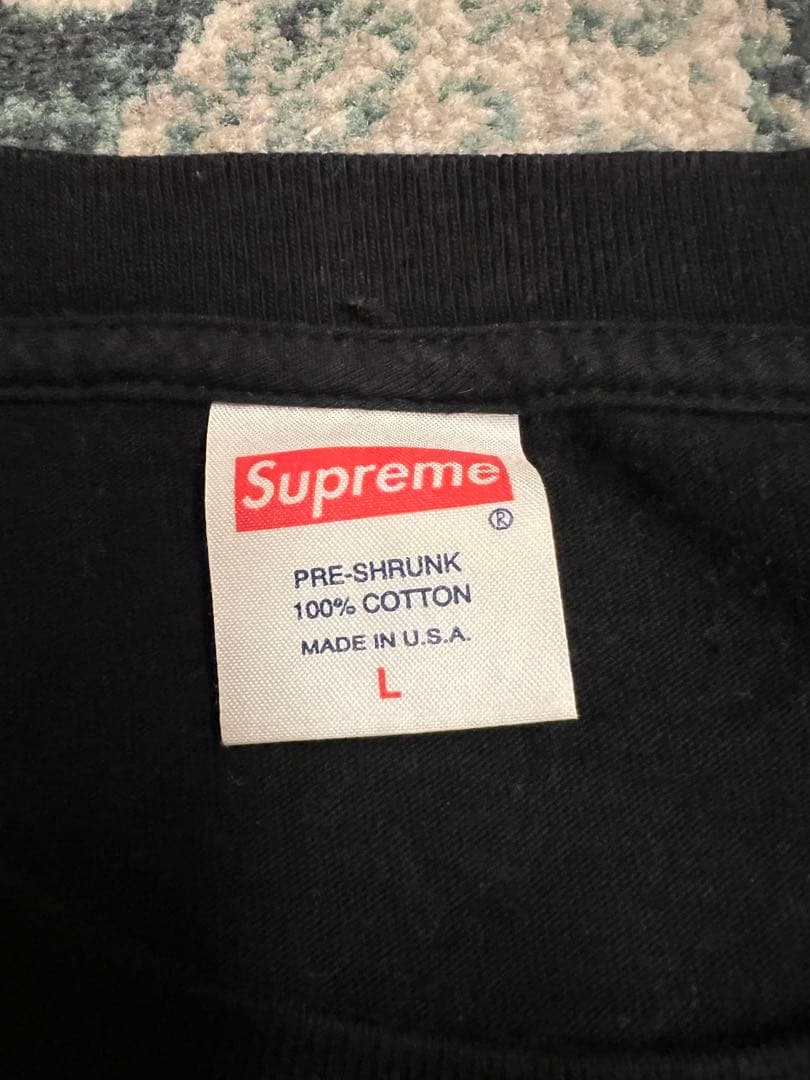 Supreme
®
PRE-SHRUNK
100% COTTON
MADE IN U.S.A.
L